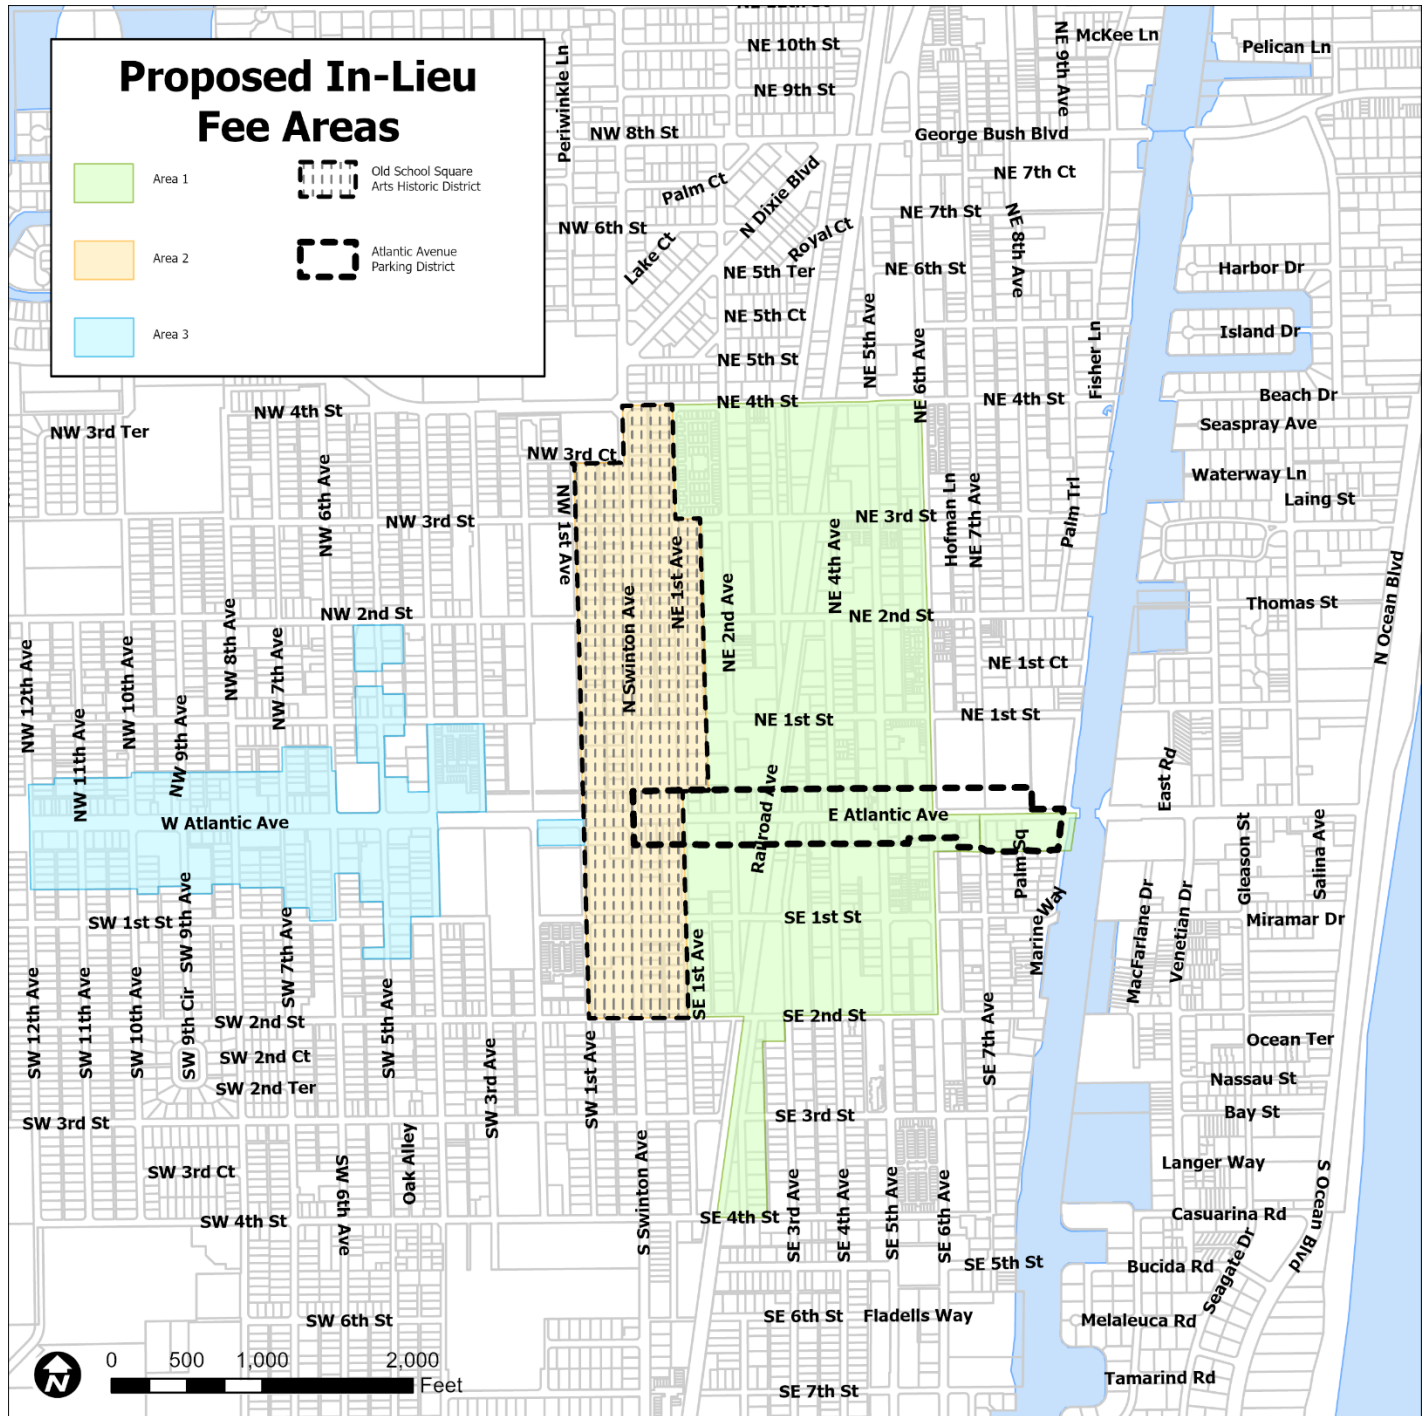 Proposed In-Lieu
Fee Areas
Area 1
Area 2
Area 3
Old School Square
Arts Historic District
Atlantic Avenue
Parking District
NE 10th St
NE 9th St
NW 8th St
Periwinkle Ln
McKee Ln
NE 9th Ave
Pelican Ln
George Bush Blvd
NE 7th Ct
Palm Ct
N Dixie Blvd
NE 7th St
NE 8th Ave
NW 6th St
Lake Ct
Royal Ct
NE 5th Ter
NE 6th St
Harbor Dr
NE 5th Ct
NE 5th Ave
Island Dr
NE 5th St
NE 6th Ave
Fisher Ln
NE 4th St
NE 4th St
Beach Dr
Seaspray Ave
NW 4th St
NW 3rd Ter
NW 3rd Ct
Waterway Ln
Laing St
NW 6th Ave
NW 3rd St
NW 1st Ave
NE 3rd St
Hofman Ln
NE 7th Ave
Palm Trl
NE 1st Ave
NE 4th Ave
NE 2nd Ave
N Ocean Blvd
Thomas St
NW 2nd St
NE 2nd St
N Swinton Ave
NW 12th Ave
NW 11th Ave
NW 10th Ave
NW 9th Ave
NW 8th Ave
NW 7th Ave
NE 1st Ct
NE 1st St
NE 1st St
East Rd
W Atlantic Ave
Railroad Ave
E Atlantic Ave
Palm Sq
Gleason St
Salina Ave
SW 1st St
SW 9th Ave
SW 7th Ave
SE 1st St
SE 1st Ave
Marine Way
MacFarlane Dr
Venetian Dr
Miramar Dr
SW 12th Ave
SW 11th Ave
SW 10th Ave
SW 9th Cir
SW 2nd St
SW 2nd Ct
SW 2nd Ter
SW 5th Ave
SW 3rd Ave
SW 1st Ave
SE 2nd St
SE 7th Ave
Ocean Ter
Nassau St
Bay St
SW 3rd St
SE 3rd St
SW 3rd Ct
SW 6th Ave
Oak Alley
S Swinton Ave
SE 3rd Ave
SE 4th Ave
SE 5th Ave
SE 6th Ave
Langer Way
Casuarina Rd
S Ocean Blvd
SW 4th St
SE 4th St
SE 5th St
Bucida Rd
Seagate Dr
SW 6th St
SE 6th St
Fladells Way
Melaleuca Rd
SE 7th St
Tamarind Rd
N
0 500 1,000 2,000
Feet